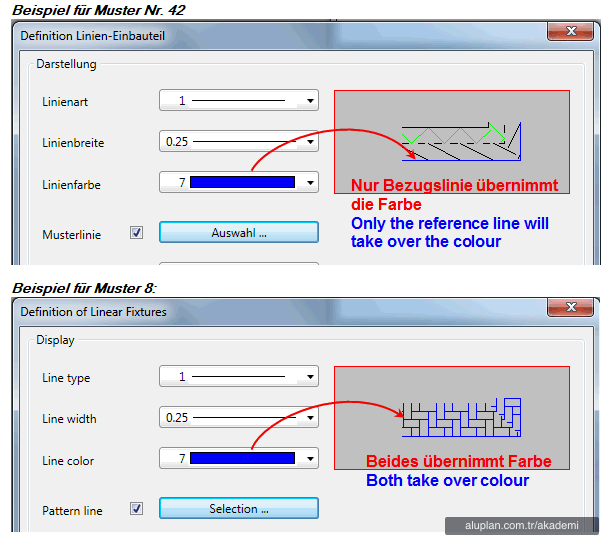 Beispiel für Muster Nr. 42
Definition Linien-Einbauteil
Darstellung
Linienart
1
Linienbreite
0.25
Linienfarbe
7
Nur Bezugslinie übernimmt
die Farbe
Only the reference line will
take over the colour
Musterlinie
Auswahl ...
Beispiel für Muster 8:
Definition of Linear Fixtures
Display
Line type
1
Line width
0.25
Line color
7
Beides übernimmt Farbe
Both take over colour
Pattern line
Selection ...
aluplan.com.tr/akademi